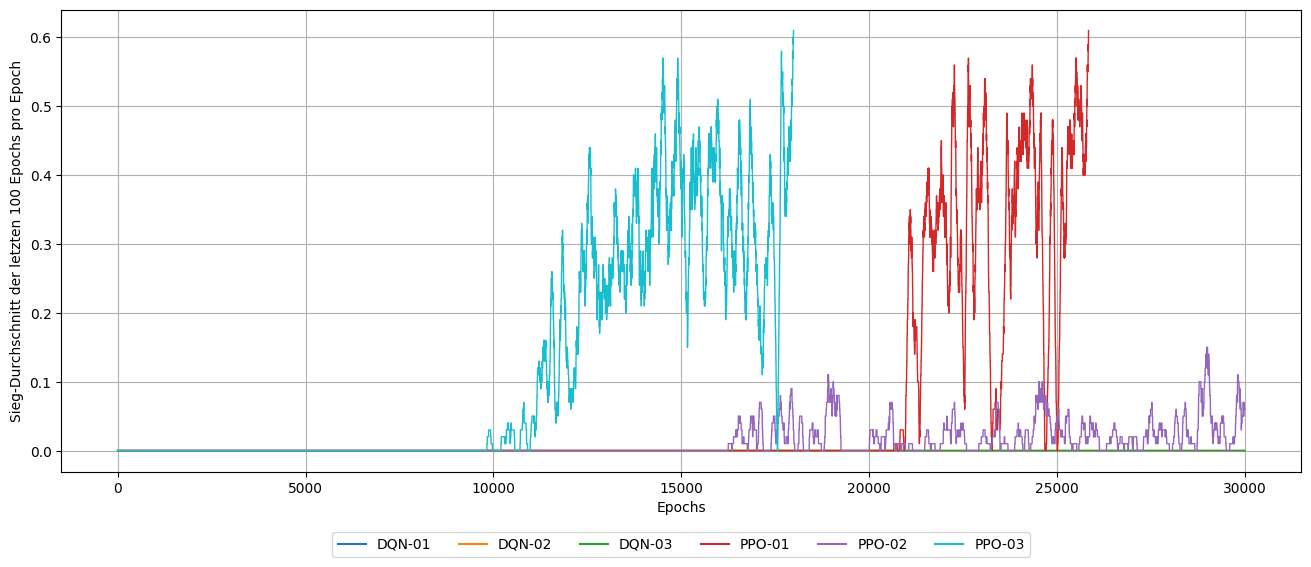 Sieg-Durchschnitt der letzten 100 Epochs pro Epoch
0.6
0.5
0.4
0.3
0.2
0.1
0.0
0 5000 10000 15000 20000 25000 30000
Epochs
DQN-01 DQN-02 DQN-03 PPO-01 PPO-02 PPO-03